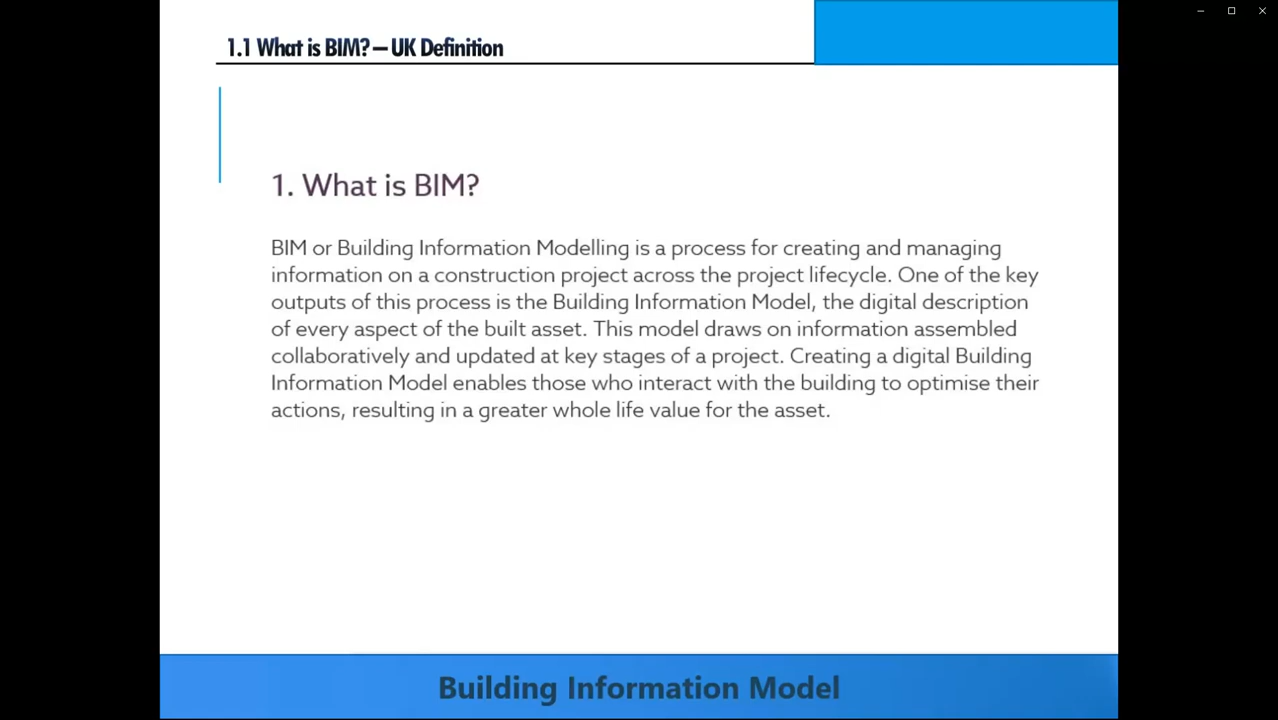 1.1 What is BIM? – UK Definition
1. What is BIM?
BIM or Building Information Modelling is a process for creating and managing
information on a construction project across the project lifecycle. One of the key
outputs of this process is the Building Information Model, the digital description
of every aspect of the built asset. This model draws on information assembled
collaboratively and updated at key stages of a project. Creating a digital Building
Information Model enables those who interact with the building to optimise their
actions, resulting in a greater whole life value for the asset.
Building Information Model